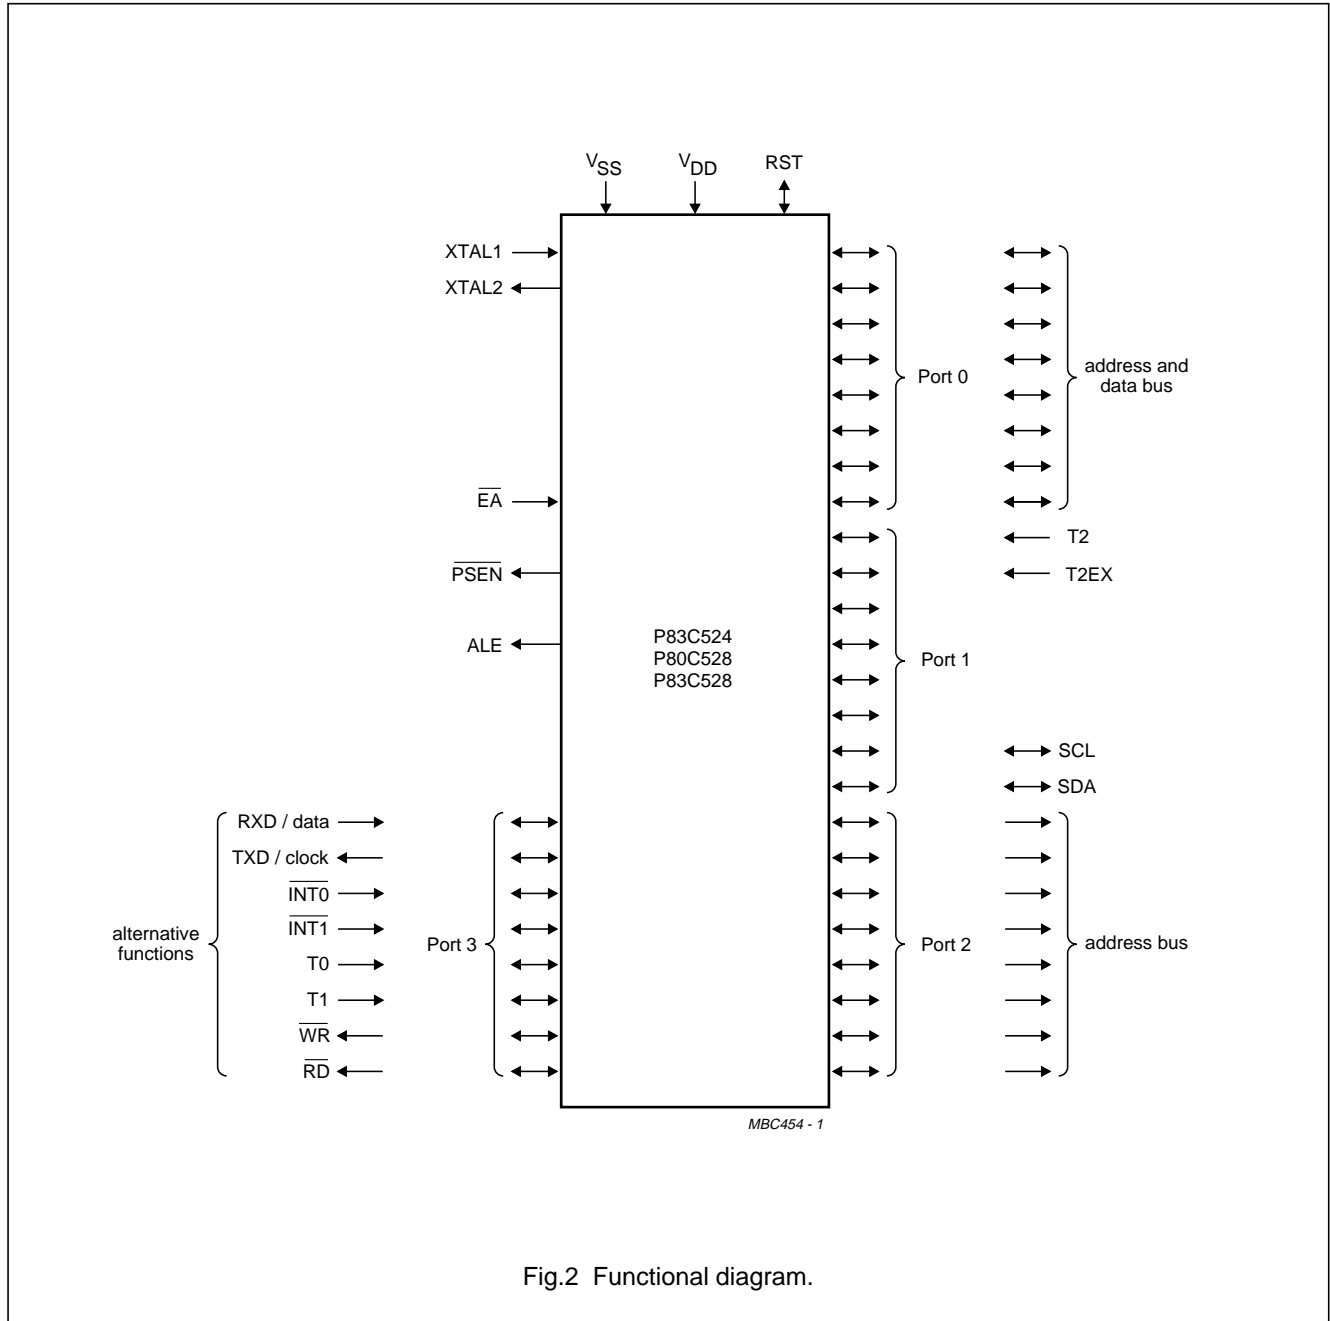 VSS
VDD
RST
XTAL1
XTAL2
EA
PSEN
ALE
P83C524
P80C528
P83C528
Port 0
address and
data bus
T2
T2EX
Port 1
SCL
SDA
alternative
functions
RXD / data
TXD / clock
INT0
INT1
T0
T1
WR
RD
Port 3
Port 2
address bus
MBC454 - 1
Fig.2 Functional diagram.